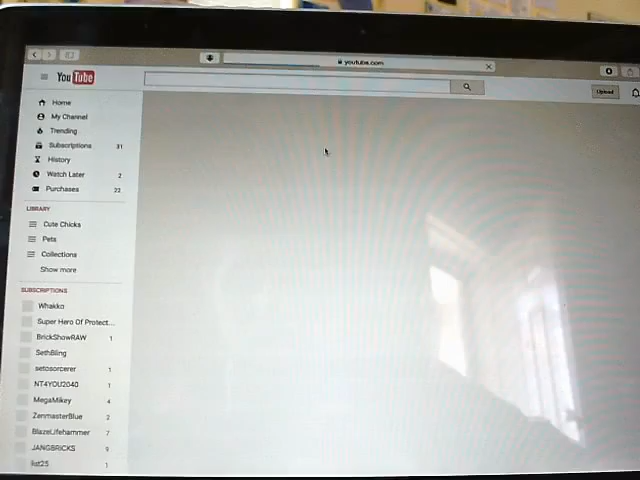 youtube.com
YouTube
Upload
Home
My Channel
Trending
Subscriptions 31
History
Watch Later 2
Purchases 22
LIBRARY
Cute Chicks
Pets
Collections
Show more
SUBSCRIPTIONS
Whakko
Super Hero Of Protect...
BrickShowRAW 1
SethBling
setosorcerer 1
NT4YOU2040 1
MegaMikey 4
ZenmasterBlue 2
BlazeLifehammer 7
JANGBRICKS 9
list25 1